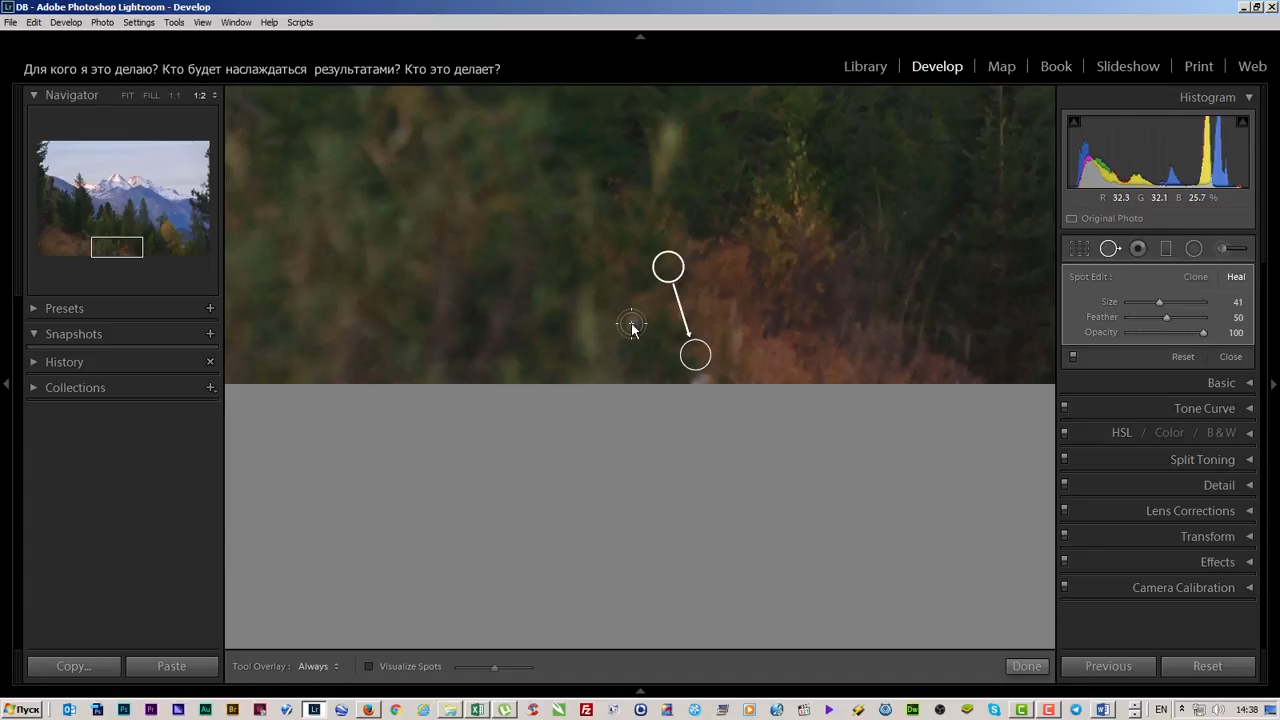 DB - Adobe Photoshop Lightroom - Develop
File Edit Develop Photo Settings Tools View Window Help Scripts
Для кого я это делаю? Кто будет наслаждаться результатами? Кто это делает?
Library Develop Map Book Slideshow Print Web
Navigator FIT FILL 1:1 1:2
Histogram
R 32.3 G 32.1 B 25.7 %
Original Photo
Spot Edit : Clone Heal
Size 41
Feather 50
Opacity 100
Reset Close
Presets
Snapshots
History
Collections
Basic
Tone Curve
HSL / Color / B & W
Split Toning
Detail
Lens Corrections
Transform
Effects
Camera Calibration
Copy... Paste
Tool Overlay : Always Visualize Spots Done
Previous Reset
Пуск EN 14:38